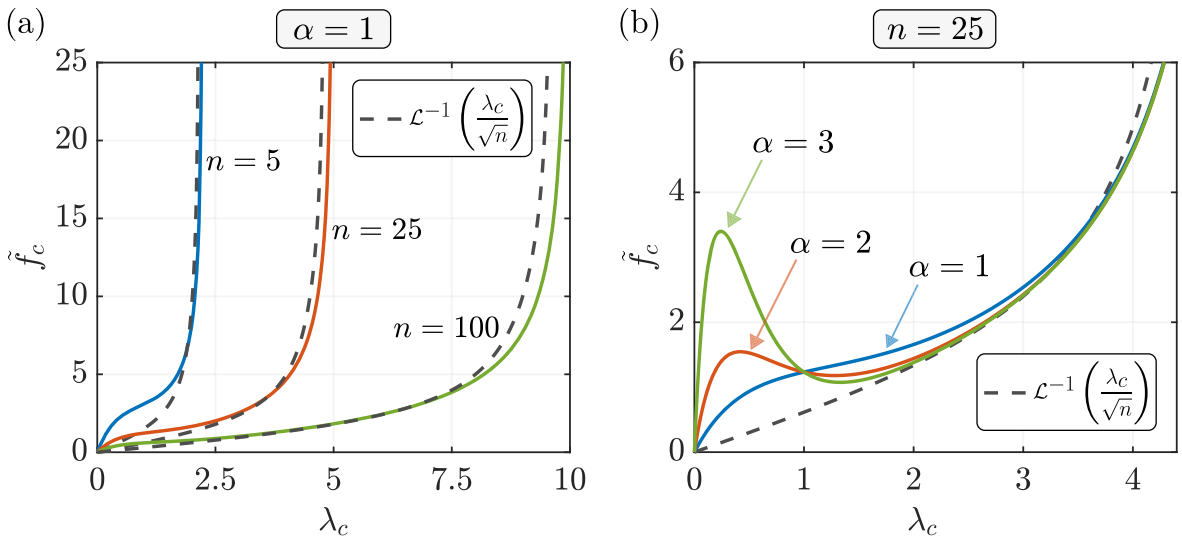 (a)
α = 1
25
20
15
10
5
0
f̃_c
0 2.5 5 7.5 10
λ_c
n = 5
n = 25
n = 100
ℒ⁻¹ (λ_c/√n)
(b)
n = 25
6
4
2
0
f̃_c
0 1 2 3 4
λ_c
α = 3
α = 2
α = 1
ℒ⁻¹ (λ_c/√n)